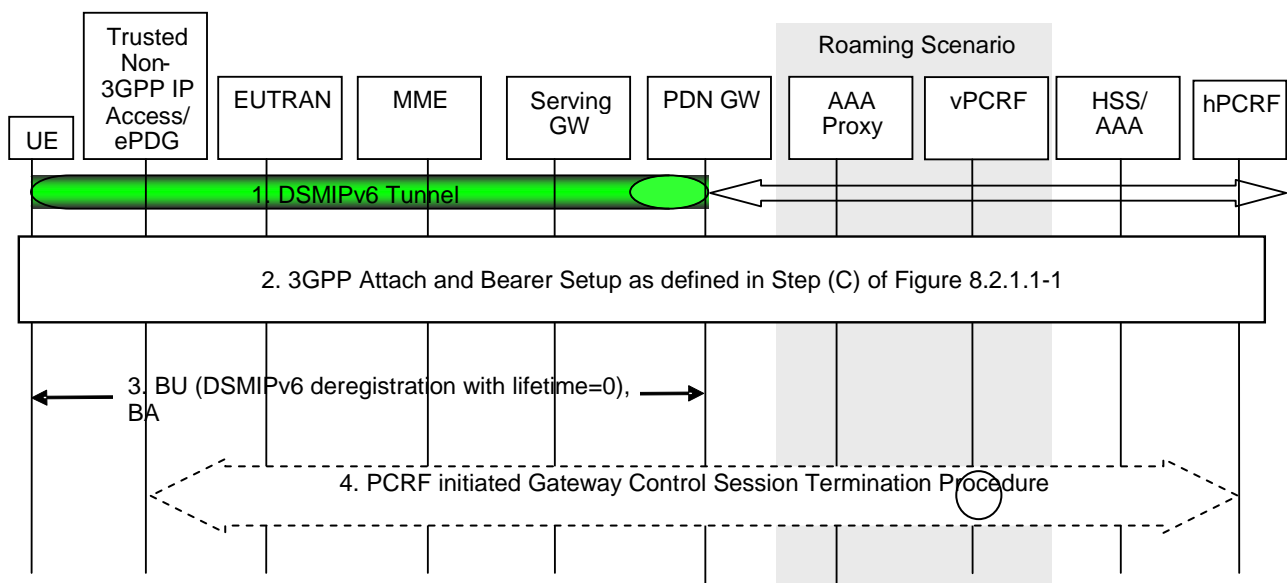 Roaming Scenario
UE
Trusted
Non-
3GPP IP
Access/
ePDG
EUTRAN
MME
Serving
GW
PDN GW
AAA
Proxy
vPCRF
HSS/
AAA
hPCRF
1. DSMIPv6 Tunnel
2. 3GPP Attach and Bearer Setup as defined in Step (C) of Figure 8.2.1.1-1
3. BU (DSMIPv6 deregistration with lifetime=0),
BA
4. PCRF initiated Gateway Control Session Termination Procedure